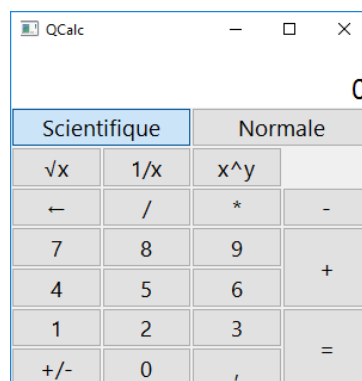 QCalc
0
Scientifique Normale
√x 1/x x^y
← / * -
7 8 9
+
4 5 6
1 2 3
=
+/- 0 ,